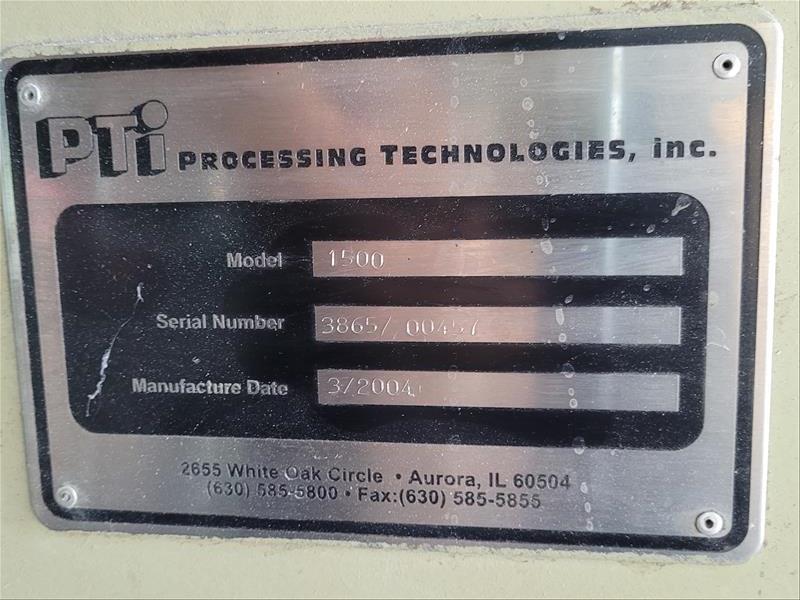 PTi PROCESSING TECHNOLOGIES, inc.
Model 1500
Serial Number 3865/ 00457
Manufacture Date 3/2004
2655 White Oak Circle • Aurora, IL 60504
(630) 585-5800 • Fax:(630) 585-5855